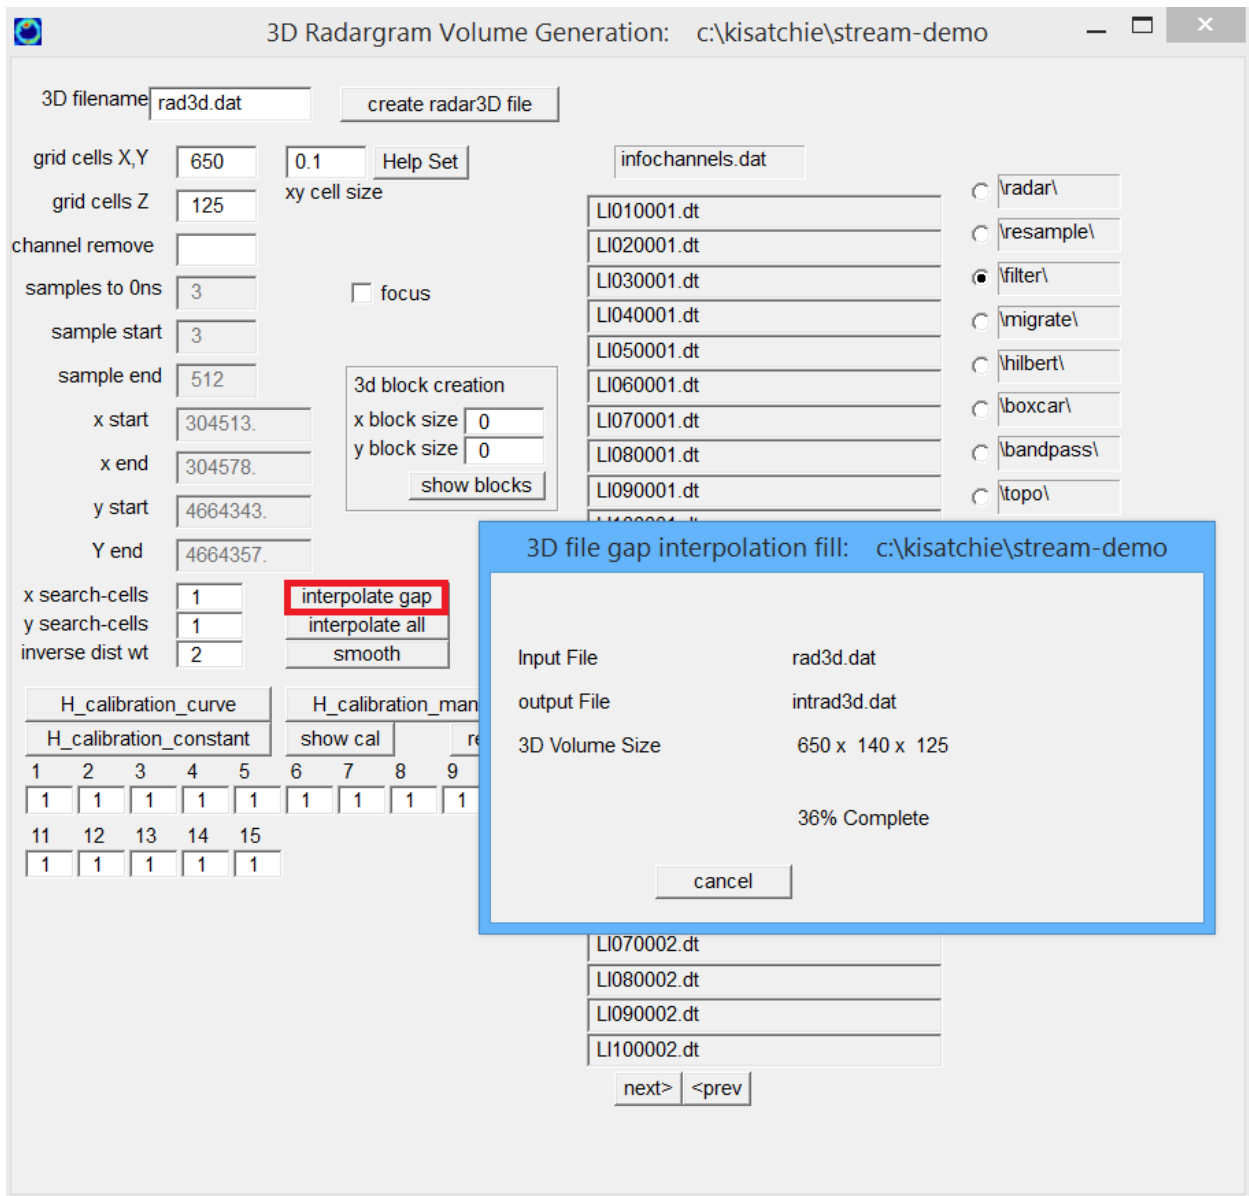 3D Radargram Volume Generation: c:\kisatchie\stream-demo
3D filename rad3d.dat create radar3D file
grid cells X,Y 650 0.1 Help Set infochannels.dat
xy cell size
grid cells Z 125
channel remove
samples to 0ns 3
focus
sample start 3
sample end 512
x start 304513.
x end 304578.
y start 4664343.
Y end 4664357.
3d block creation
x block size 0
y block size 0
show blocks
LI010001.dt
LI020001.dt
LI030001.dt
LI040001.dt
LI050001.dt
LI060001.dt
LI070001.dt
LI080001.dt
LI090001.dt
\radar\
\resample\
\filter\
\migrate\
\hilbert\
\boxcar\
\bandpass\
\topo\
x search-cells 1 interpolate gap
y search-cells 1 interpolate all
inverse dist wt 2 smooth
H_calibration_curve H_calibration_man
H_calibration_constant show cal re
1 2 3 4 5 6 7 8 9
1 1 1 1 1 1 1 1 1
11 12 13 14 15
1 1 1 1 1
3D file gap interpolation fill: c:\kisatchie\stream-demo
Input File rad3d.dat
output File intrad3d.dat
3D Volume Size 650 x 140 x 125
36% Complete
cancel
LI070002.dt
LI080002.dt
LI090002.dt
LI100002.dt
next> <prev